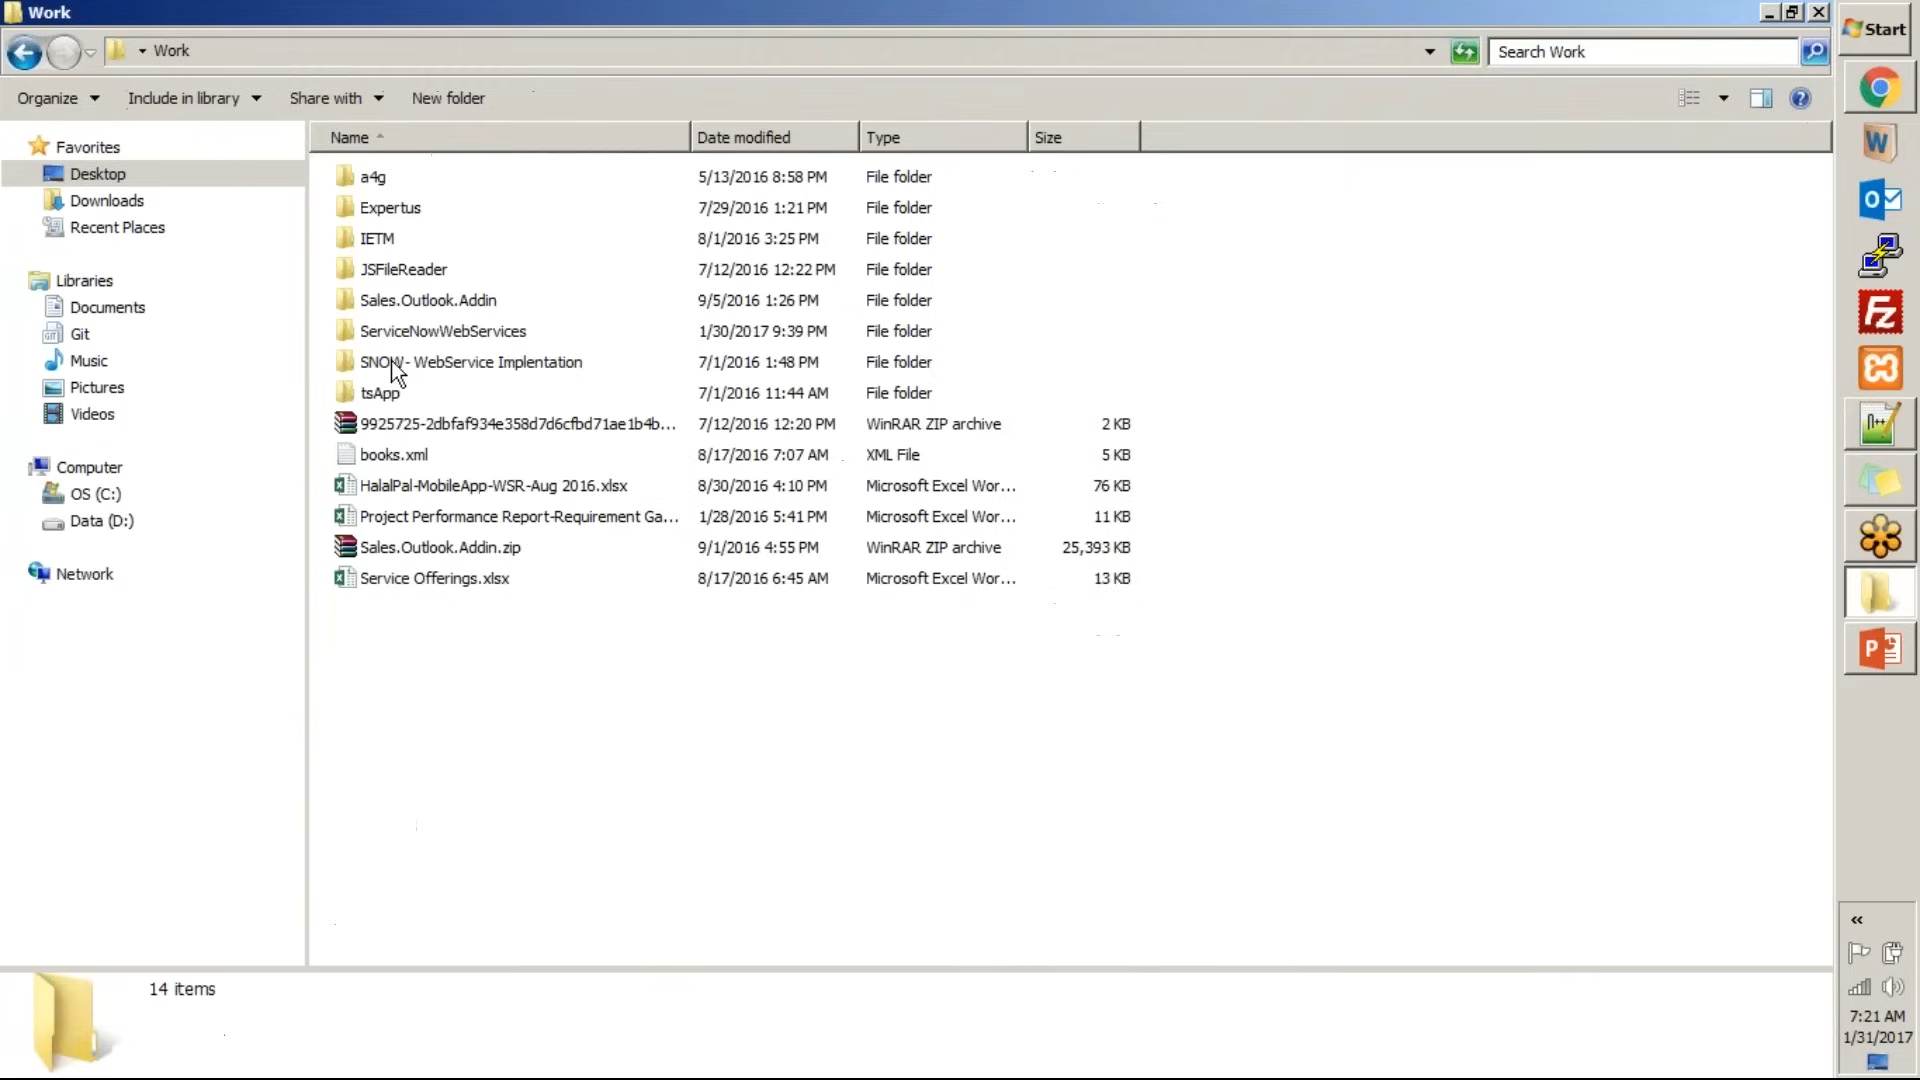 Work
Work
Search Work
Start
Organize
Include in library
Share with
New folder
Name
Date modified
Type
Size
Favorites
Desktop
Downloads
Recent Places
Libraries
Documents
Git
Music
Pictures
Videos
Computer
OS (C:)
Data (D:)
Network
a4g 5/13/2016 8:58 PM File folder
Expertus 7/29/2016 1:21 PM File folder
IETM 8/1/2016 3:25 PM File folder
JSFileReader 7/12/2016 12:22 PM File folder
Sales.Outlook.Addin 9/5/2016 1:26 PM File folder
ServiceNowWebServices 1/30/2017 9:39 PM File folder
SNOW- WebService Implentation 7/1/2016 1:48 PM File folder
tsApp 7/1/2016 11:44 AM File folder
9925725-2dbfaf934e358d7d6cfbd71ae1b4b... 7/12/2016 12:20 PM WinRAR ZIP archive 2 KB
books.xml 8/17/2016 7:07 AM XML File 5 KB
HalalPal-MobileApp-WSR-Aug 2016.xlsx 8/30/2016 4:10 PM Microsoft Excel Wor... 76 KB
Project Performance Report-Requirement Ga... 1/28/2016 5:41 PM Microsoft Excel Wor... 11 KB
Sales.Outlook.Addin.zip 9/1/2016 4:55 PM WinRAR ZIP archive 25,393 KB
Service Offerings.xlsx 8/17/2016 6:45 AM Microsoft Excel Wor... 13 KB
14 items
7:21 AM
1/31/2017